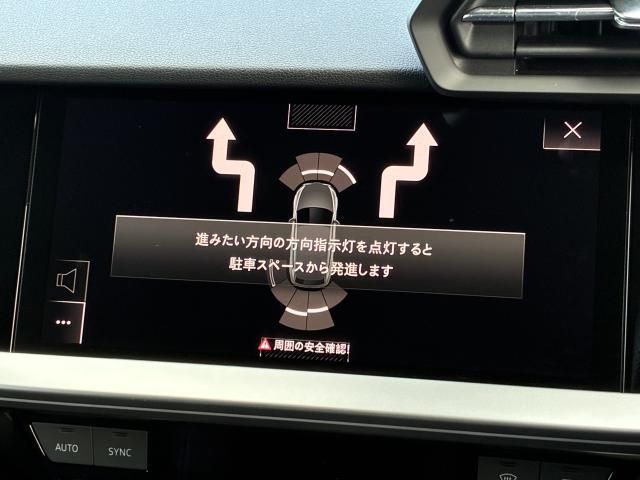 進みたい方向の方向指示灯を点灯すると
駐車スペースから発進します
周囲の安全確認!
AUTO
SYNC